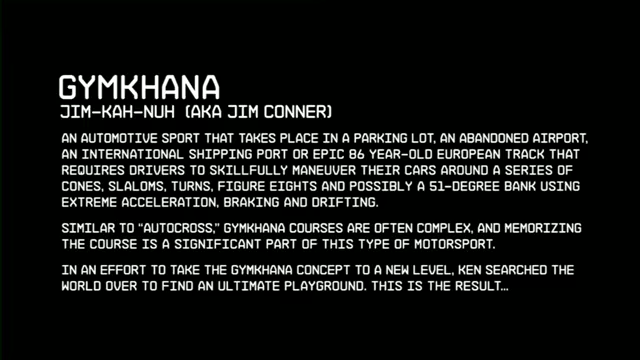 GYMKHANA
JIM-KAH-NUH (AKA JIM CONNER)
AN AUTOMOTIVE SPORT THAT TAKES PLACE IN A PARKING LOT, AN ABANDONED AIRPORT,
AN INTERNATIONAL SHIPPING PORT OR EPIC 86 YEAR-OLD EUROPEAN TRACK THAT
REQUIRES DRIVERS TO SKILLFULLY MANEUVER THEIR CARS AROUND A SERIES OF
CONES, SLALOMS, TURNS, FIGURE EIGHTS AND POSSIBLY A 51-DEGREE BANK USING
EXTREME ACCELERATION, BRAKING AND DRIFTING.
SIMILAR TO “AUTOCROSS,” GYMKHANA COURSES ARE OFTEN COMPLEX, AND MEMORIZING
THE COURSE IS A SIGNIFICANT PART OF THIS TYPE OF MOTORSPORT.
IN AN EFFORT TO TAKE THE GYMKHANA CONCEPT TO A NEW LEVEL, KEN SEARCHED THE
WORLD OVER TO FIND AN ULTIMATE PLAYGROUND. THIS IS THE RESULT...